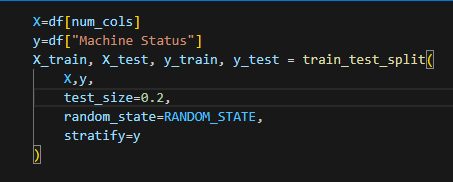 X=df[num_cols]
y=df["Machine Status"]
X_train, X_test, y_train, y_test = train_test_split(
    X,y,
    test_size=0.2,
    random_state=RANDOM_STATE,
    stratify=y
)